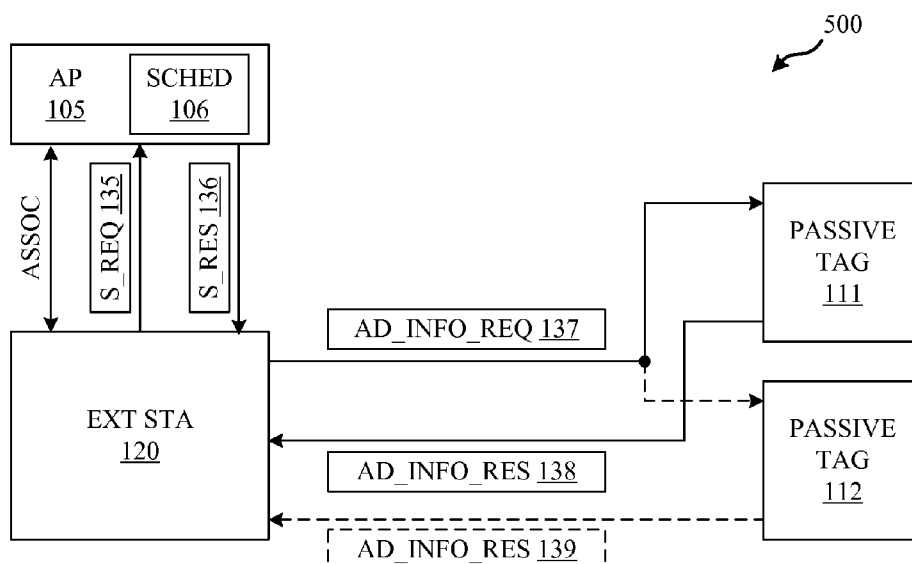 500
AP
105
SCHED
106
ASSOC
S_REQ 135
S_RES 136
PASSIVE
TAG
111
AD_INFO_REQ 137
EXT STA
120
PASSIVE
TAG
112
AD_INFO_RES 138
AD_INFO_RES 139